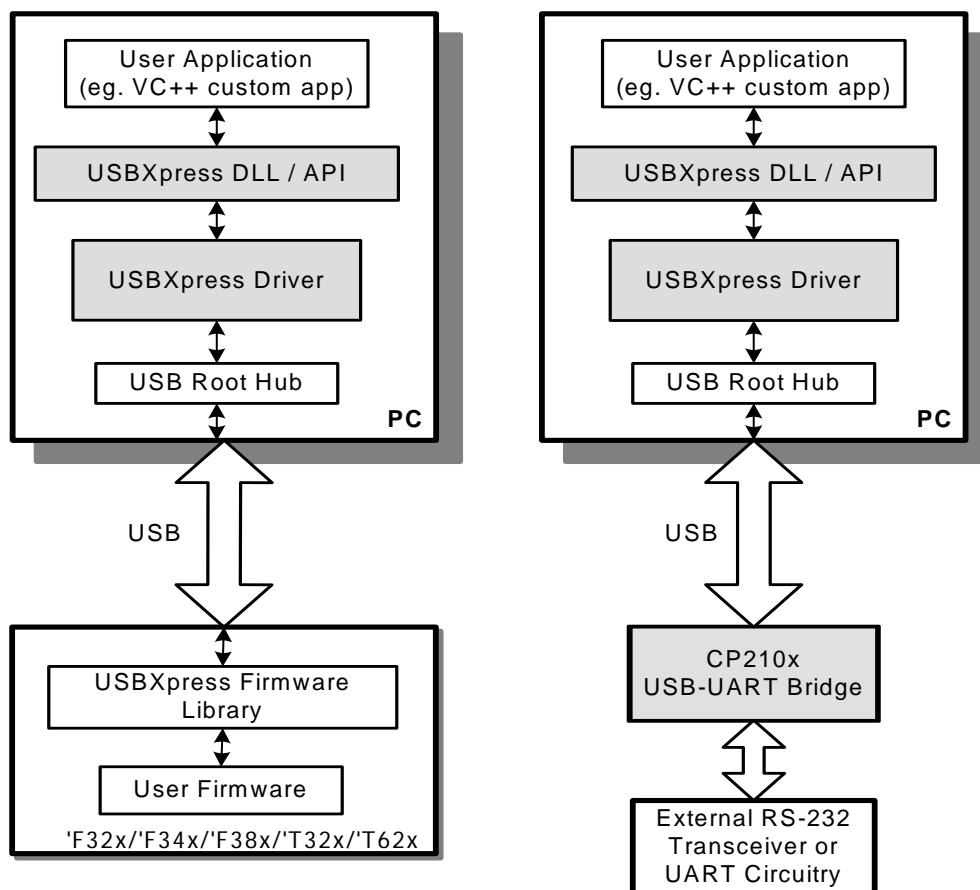 User Application
(eg. VC++ custom app)
USBXpress DLL / API
USBXpress Driver
USB Root Hub
PC
USB
USBXpress Firmware
Library
User Firmware
'F32x/'F34x/'F38x/'T32x/'T62x
User Application
(eg. VC++ custom app)
USBXpress DLL / API
USBXpress Driver
USB Root Hub
PC
USB
CP210x
USB-UART Bridge
External RS-232
Transceiver or
UART Circuitry